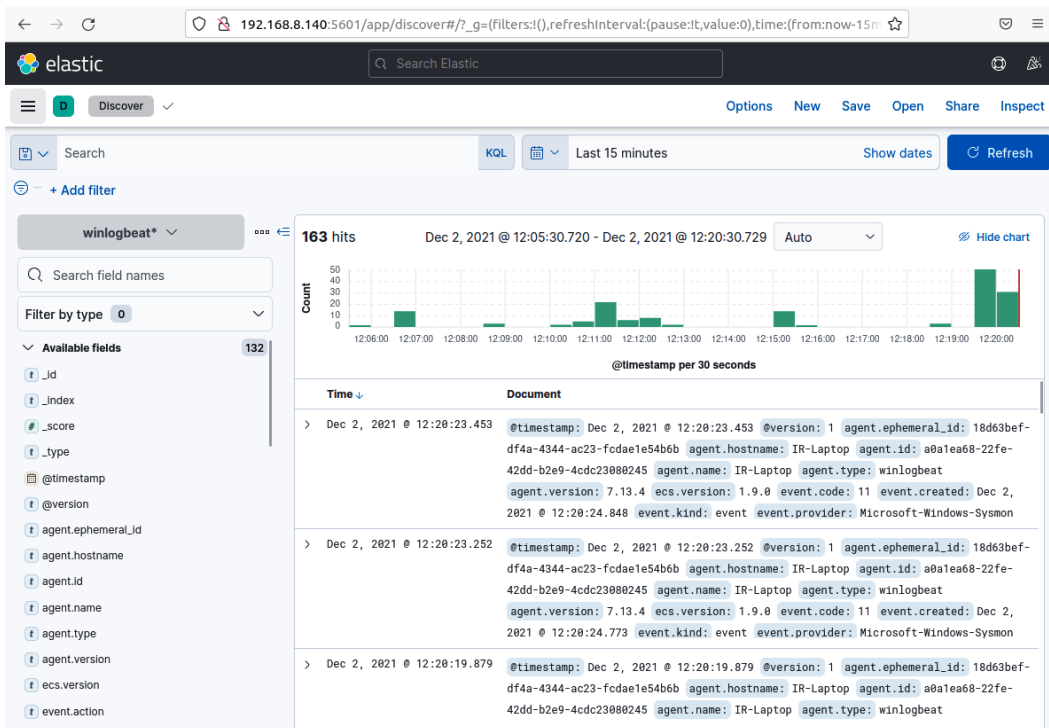 192.168.8.140:5601/app/discover#/?_g=(filters:!(),refreshInterval:(pause:!t,value:0),time:(from:now-15m
elastic
Search Elastic
D
Discover
Options New Save Open Share Inspect
Search
KQL
Last 15 minutes
Show dates
Refresh
+ Add filter
winlogbeat*
163 hits
Dec 2, 2021 @ 12:05:30.720 - Dec 2, 2021 @ 12:20:30.729
Auto
Hide chart
Search field names
Filter by type 0
Available fields 132
t _id
t _index
# _score
t _type
@timestamp
t @version
t agent.ephemeral_id
t agent.hostname
t agent.id
t agent.name
t agent.type
t agent.version
t ecs.version
t event.action
Count
50
40
30
20
10
0
12:06:00 12:07:00 12:08:00 12:09:00 12:10:00 12:11:00 12:12:00 12:13:00 12:14:00 12:15:00 12:16:00 12:17:00 12:18:00 12:19:00 12:20:00
@timestamp per 30 seconds
Time Document
Dec 2, 2021 @ 12:20:23.453
@timestamp: Dec 2, 2021 @ 12:20:23.453 @version: 1 agent.ephemeral_id: 18d63bef-
df4a-4344-ac23-fcdae1e54b6b agent.hostname: IR-Laptop agent.id: a0a1ea68-22fe-
42dd-b2e9-4cdc23080245 agent.name: IR-Laptop agent.type: winlogbeat
agent.version: 7.13.4 ecs.version: 1.9.0 event.code: 11 event.created: Dec 2,
2021 @ 12:20:24.848 event.kind: event event.provider: Microsoft-Windows-Sysmon
Dec 2, 2021 @ 12:20:23.252
@timestamp: Dec 2, 2021 @ 12:20:23.252 @version: 1 agent.ephemeral_id: 18d63bef-
df4a-4344-ac23-fcdae1e54b6b agent.hostname: IR-Laptop agent.id: a0a1ea68-22fe-
42dd-b2e9-4cdc23080245 agent.name: IR-Laptop agent.type: winlogbeat
agent.version: 7.13.4 ecs.version: 1.9.0 event.code: 11 event.created: Dec 2,
2021 @ 12:20:24.773 event.kind: event event.provider: Microsoft-Windows-Sysmon
Dec 2, 2021 @ 12:20:19.879
@timestamp: Dec 2, 2021 @ 12:20:19.879 @version: 1 agent.ephemeral_id: 18d63bef-
df4a-4344-ac23-fcdae1e54b6b agent.hostname: IR-Laptop agent.id: a0a1ea68-22fe-
42dd-b2e9-4cdc23080245 agent.name: IR-Laptop agent.type: winlogbeat